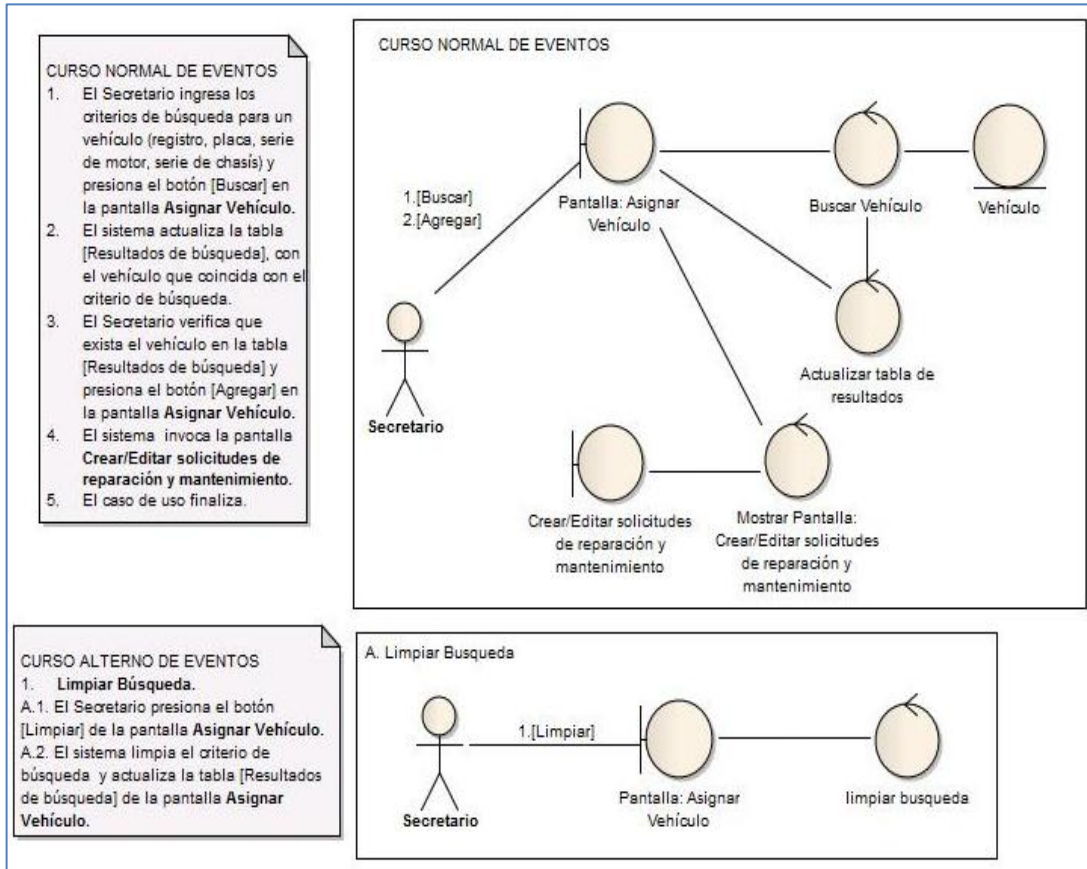 CURSO NORMAL DE EVENTOS
1. El Secretario ingresa los
criterios de búsqueda para un
vehículo (registro, placa, serie
de motor, serie de chasís) y
presiona el botón [Buscar] en
la pantalla Asignar Vehículo.
2. El sistema actualiza la tabla
[Resultados de búsqueda], con
el vehículo que coincida con el
criterio de búsqueda.
3. El Secretario verifica que
exista el vehículo en la tabla
[Resultados de búsqueda] y
presiona el botón [Agregar] en
la pantalla Asignar Vehículo.
4. El sistema invoca la pantalla
Crear/Editar solicitudes de
reparación y mantenimiento.
5. El caso de uso finaliza.
CURSO NORMAL DE EVENTOS
1.[Buscar]
2.[Agregar]
Pantalla: Asignar
Vehículo
Buscar Vehículo
Vehículo
Actualizar tabla de
resultados
Secretario
Crear/Editar solicitudes
de reparación y
mantenimiento
Mostrar Pantalla:
Crear/Editar solicitudes
de reparación y
mantenimiento
CURSO ALTERNO DE EVENTOS
1. Limpiar Búsqueda.
A.1. El Secretario presiona el botón
[Limpiar] de la pantalla Asignar Vehículo.
A.2. El sistema limpia el criterio de
búsqueda y actualiza la tabla [Resultados
de búsqueda] de la pantalla Asignar
Vehículo.
A. Limpiar Busqueda
1.[Limpiar]
Secretario
Pantalla: Asignar
Vehículo
limpiar busqueda